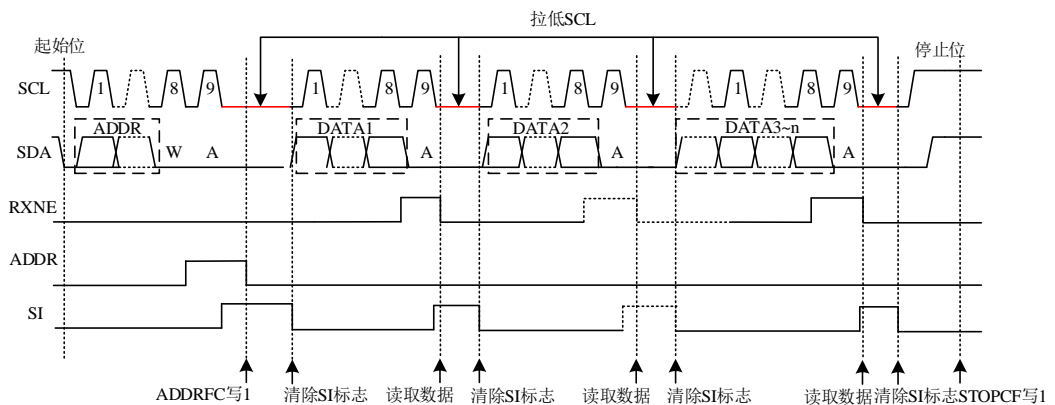 拉低SCL
起始位 停止位
SCL 1 8 9 1 8 9 1 8 9 1 8 9
ADDR DATA1 DATA2 DATA3~n
SDA W A A A A
RXNE
ADDR
SI
ADDRFC写1 清除SI标志 读取数据 清除SI标志 读取数据 清除SI标志 读取数据 清除SI标志 STOPCF写1